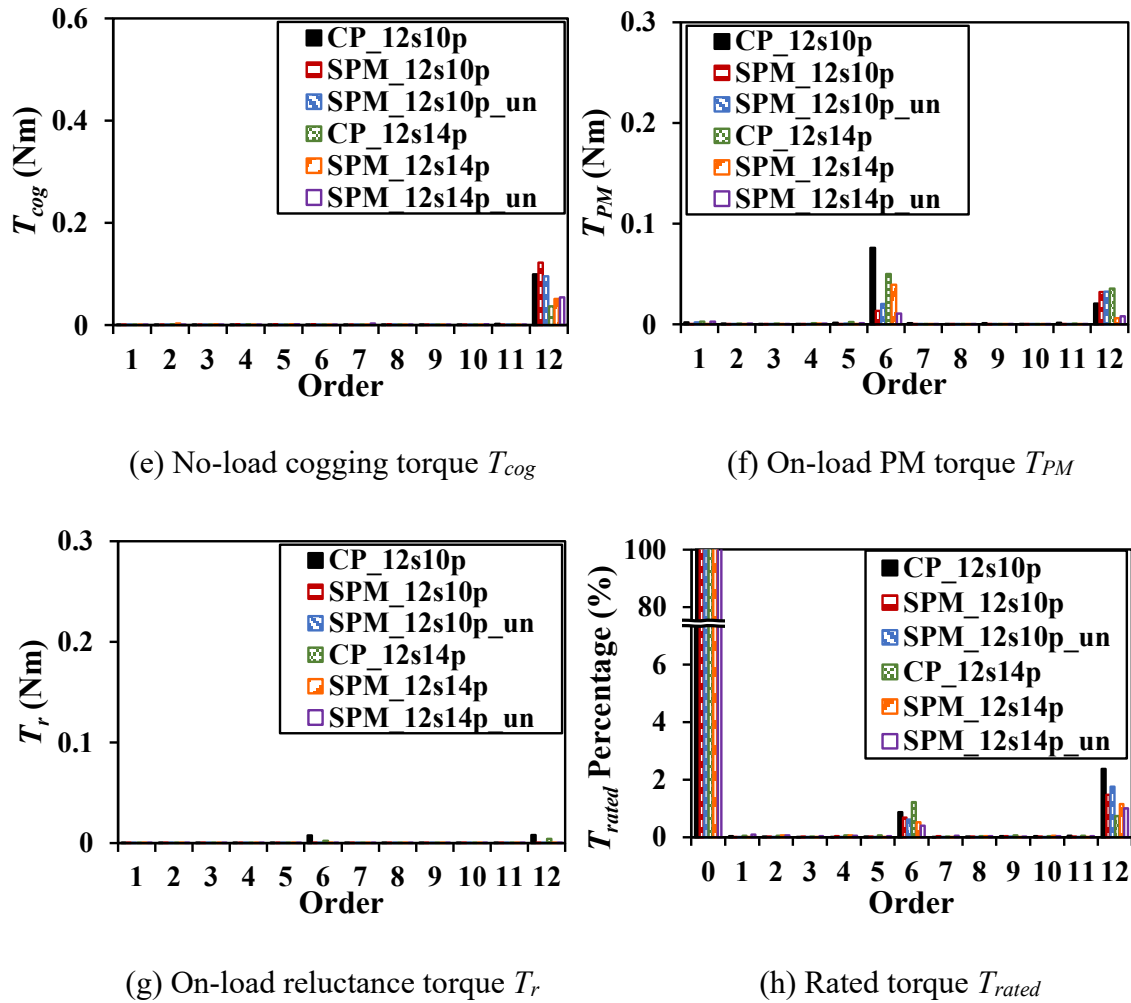 0.6
0.4
0.2
0
T_cog (Nm)
CP_12s10p
SPM_12s10p
SPM_12s10p_un
CP_12s14p
SPM_12s14p
SPM_12s14p_un
1 2 3 4 5 6 7 8 9 10 11 12
Order
(e) No-load cogging torque T_cog
0.3
0.2
0.1
0
T_PM (Nm)
CP_12s10p
SPM_12s10p
SPM_12s10p_un
CP_12s14p
SPM_12s14p
SPM_12s14p_un
1 2 3 4 5 6 7 8 9 10 11 12
Order
(f) On-load PM torque T_PM
0.3
0.2
0.1
0
T_r (Nm)
CP_12s10p
SPM_12s10p
SPM_12s10p_un
CP_12s14p
SPM_12s14p
SPM_12s14p_un
1 2 3 4 5 6 7 8 9 10 11 12
Order
(g) On-load reluctance torque T_r
100
80
6
4
2
0
T_rated Percentage (%)
CP_12s10p
SPM_12s10p
SPM_12s10p_un
CP_12s14p
SPM_12s14p
SPM_12s14p_un
0 1 2 3 4 5 6 7 8 9 10 11 12
Order
(h) Rated torque T_rated